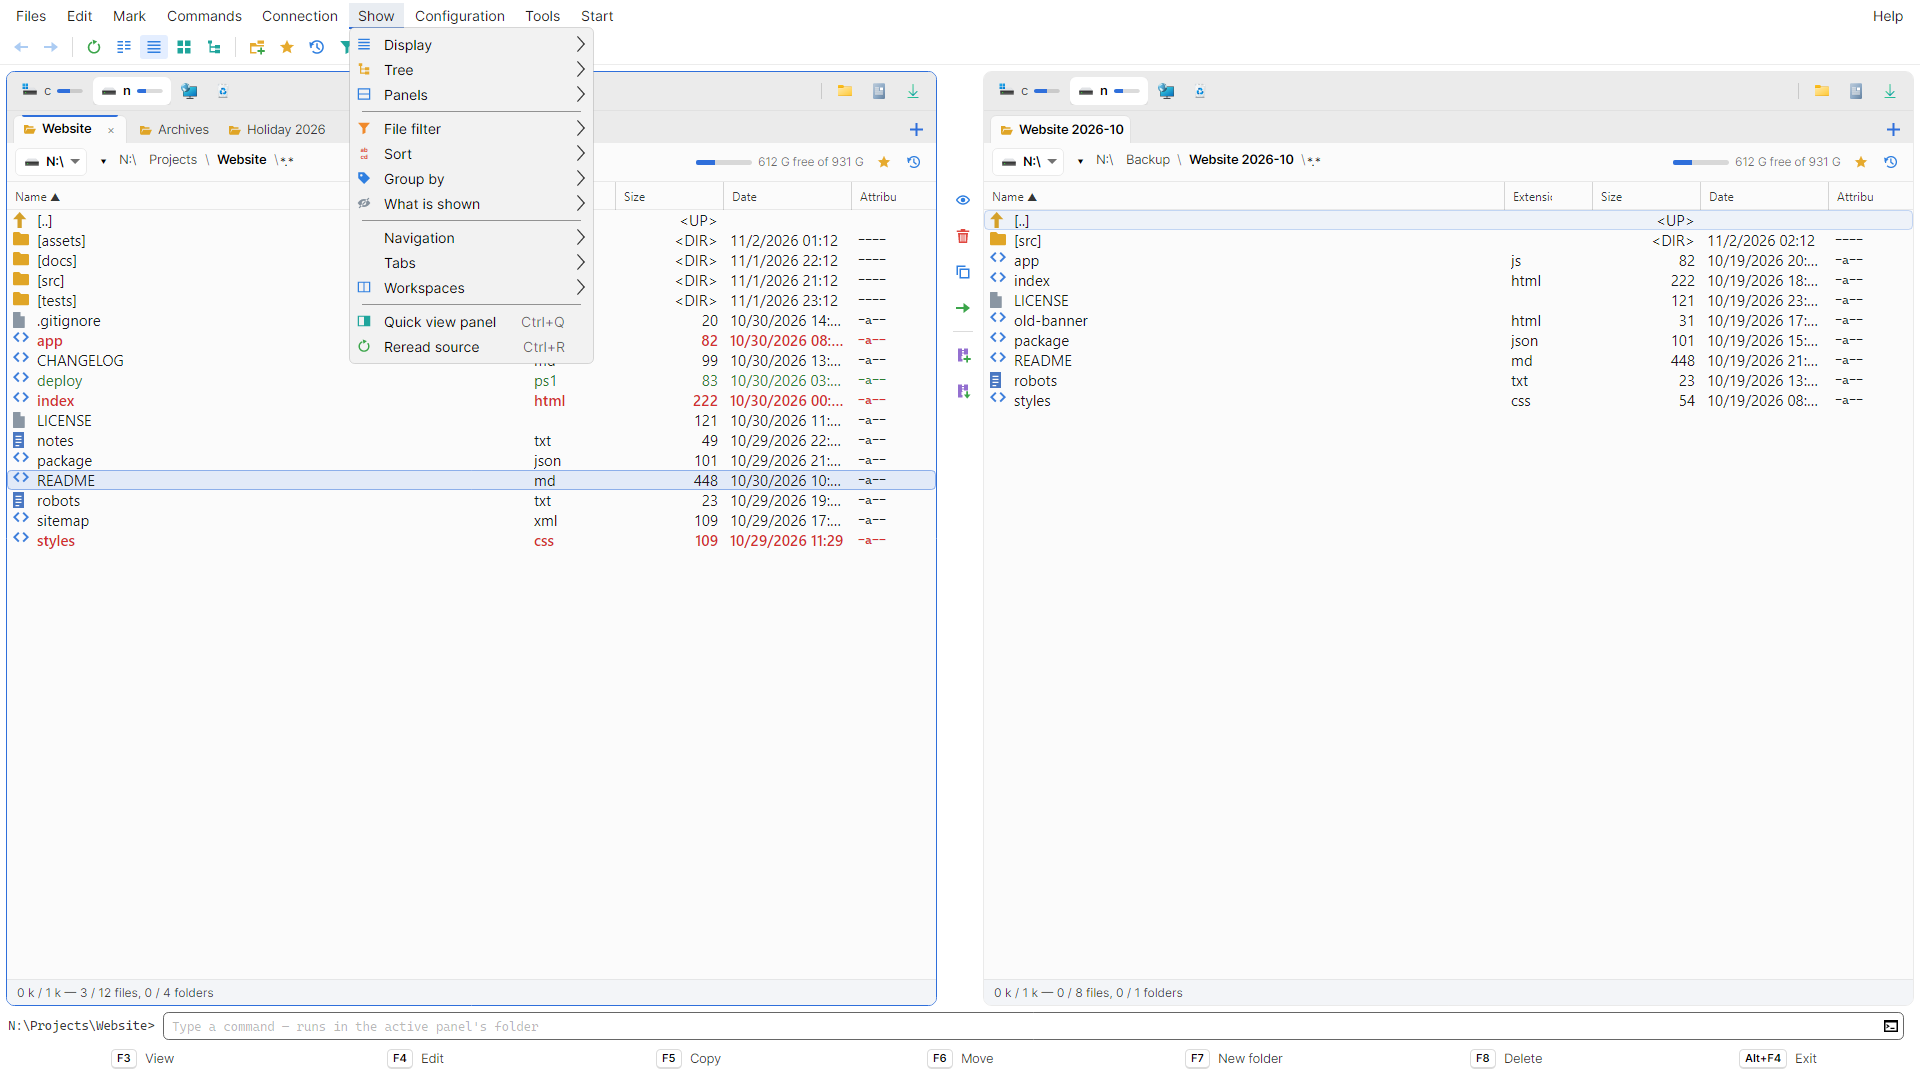 Files Edit Mark Commands Connection Show Configuration Tools Start Help
Display
Tree
Panels
File filter
Sort
Group by
What is shown
Navigation
Tabs
Workspaces
Quick view panel Ctrl+Q
Reread source Ctrl+R
c n
Website × Archives Holiday 2026
N:\ N:\ Projects \ Website \*.* 612 G free of 931 G
Name Size Date Attribu
[..] <UP>
[assets] <DIR> 11/2/2026 01:12 ----
[docs] <DIR> 11/1/2026 22:12 ----
[src] <DIR> 11/1/2026 21:12 ----
[tests] <DIR> 11/1/2026 23:12 ----
.gitignore 20 10/30/2026 14:... -a--
app 82 10/30/2026 08:... -a--
CHANGELOG md 99 10/30/2026 13:... -a--
deploy ps1 83 10/30/2026 03:... -a--
index html 222 10/30/2026 00:... -a--
LICENSE 121 10/30/2026 11:... -a--
notes txt 49 10/29/2026 22:... -a--
package json 101 10/29/2026 21:... -a--
README md 448 10/30/2026 10:... -a--
robots txt 23 10/29/2026 19:... -a--
sitemap xml 109 10/29/2026 17:... -a--
styles css 109 10/29/2026 11:29 -a--
0 k / 1 k — 3 / 12 files, 0 / 4 folders
c n
Website 2026-10
N:\ N:\ Backup \ Website 2026-10 \*.* 612 G free of 931 G
Name Extensi Size Date Attribu
[..] <UP>
[src] <DIR> 11/2/2026 02:12 ----
app js 82 10/19/2026 20:... -a--
index html 222 10/19/2026 18:... -a--
LICENSE 121 10/19/2026 23:... -a--
old-banner html 31 10/19/2026 17:... -a--
package json 101 10/19/2026 15:... -a--
README md 448 10/19/2026 21:... -a--
robots txt 23 10/19/2026 13:... -a--
styles css 54 10/19/2026 08:... -a--
0 k / 1 k — 0 / 8 files, 0 / 1 folders
N:\Projects\Website> Type a command – runs in the active panel's folder
F3 View F4 Edit F5 Copy F6 Move F7 New folder F8 Delete Alt+F4 Exit